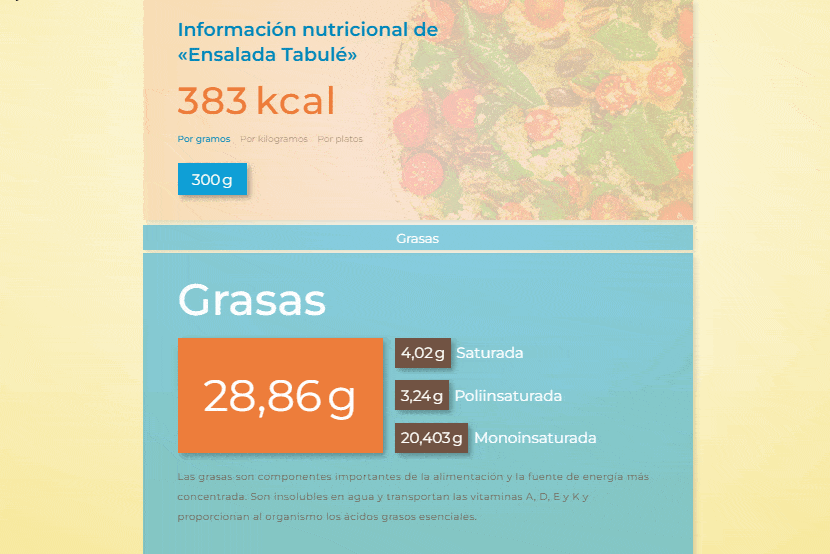 Información nutricional de
«Ensalada Tabulé»
383 kcal
Por gramos Por kilogramos Por platos
300 g
Grasas
Grasas
28,86 g
4,02 g Saturada
3,24 g Poliinsaturada
20,403 g Monoinsaturada
Las grasas son componentes importantes de la alimentación y la fuente de energía más
concentrada. Son insolubles en agua y transportan las vitaminas A, D, E y K y
proporcionan al organismo los ácidos grasos esenciales.